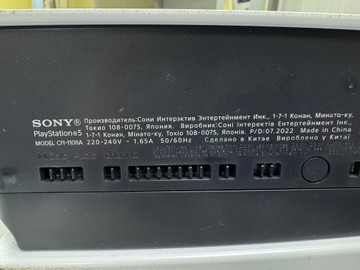 SONY® Производитель: Сони Интерэктив Энтертейнмент Инк., 1-7-1 Конан, Минато-ку,
Токио 108-0075, Япония. Виробник: Соні Інтеректів Ентертейнмент Інк.,
PlayStation®5 1-7-1 Конан, Мінато-ку, Токіо 108-0075, Японія. P/D:07.2022 Made in China
MODEL CFI-1108A 220-240V ⎓ 1.65A 50/60Hz Сделано в Китае Вироблено у Китаї